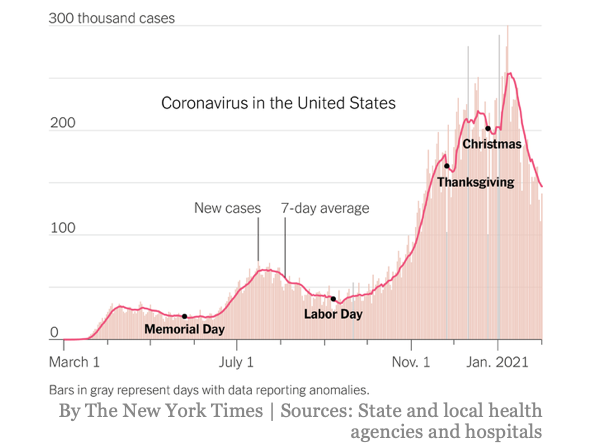 300 thousand cases
Coronavirus in the United States
200
Christmas
Thanksgiving
New cases
7-day average
100
Memorial Day
Labor Day
0
March 1
July 1
Nov. 1
Jan. 2021
Bars in gray represent days with data reporting anomalies.
By The New York Times | Sources: State and local health
agencies and hospitals